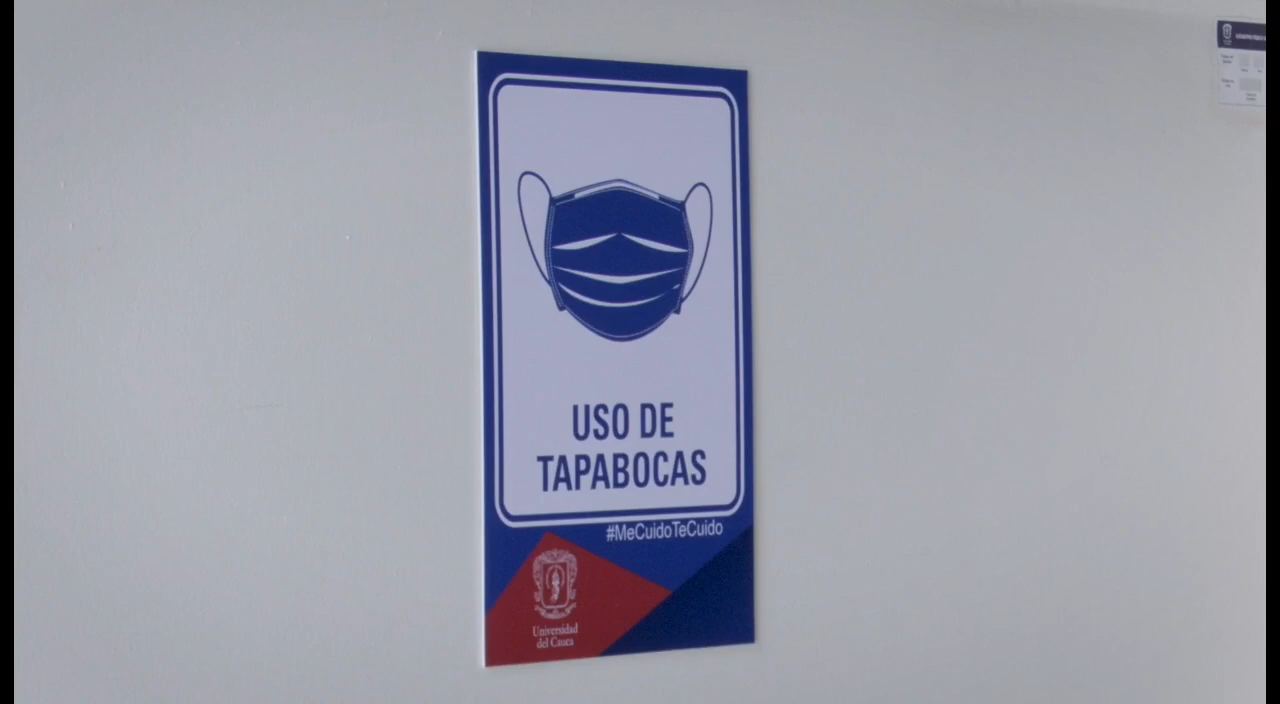 USO DE
TAPABOCAS
#MeCuidoTeCuido
Universidad
del Cauca